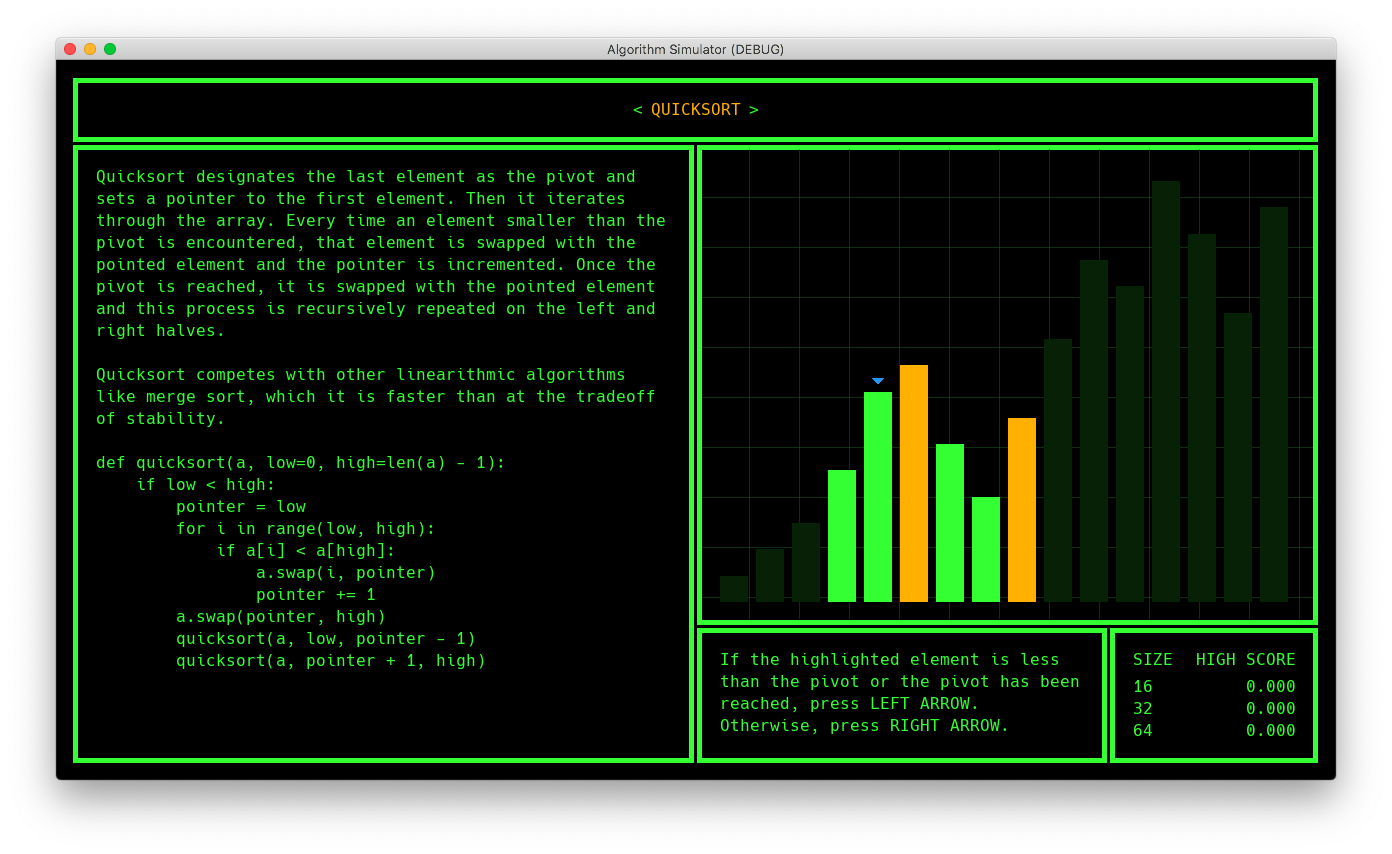 Algorithm Simulator (DEBUG)
< QUICKSORT >
Quicksort designates the last element as the pivot and
sets a pointer to the first element. Then it iterates
through the array. Every time an element smaller than the
pivot is encountered, that element is swapped with the
pointed element and the pointer is incremented. Once the
pivot is reached, it is swapped with the pointed element
and this process is recursively repeated on the left and
right halves.
Quicksort competes with other linearithmic algorithms
like merge sort, which it is faster than at the tradeoff
of stability.
def quicksort(a, low=0, high=len(a) - 1):
    if low < high:
        pointer = low
        for i in range(low, high):
            if a[i] < a[high]:
                a.swap(i, pointer)
                pointer += 1
        a.swap(pointer, high)
        quicksort(a, low, pointer - 1)
        quicksort(a, pointer + 1, high)
If the highlighted element is less
than the pivot or the pivot has been
reached, press LEFT ARROW.
Otherwise, press RIGHT ARROW.
SIZE HIGH SCORE
16 0.000
32 0.000
64 0.000